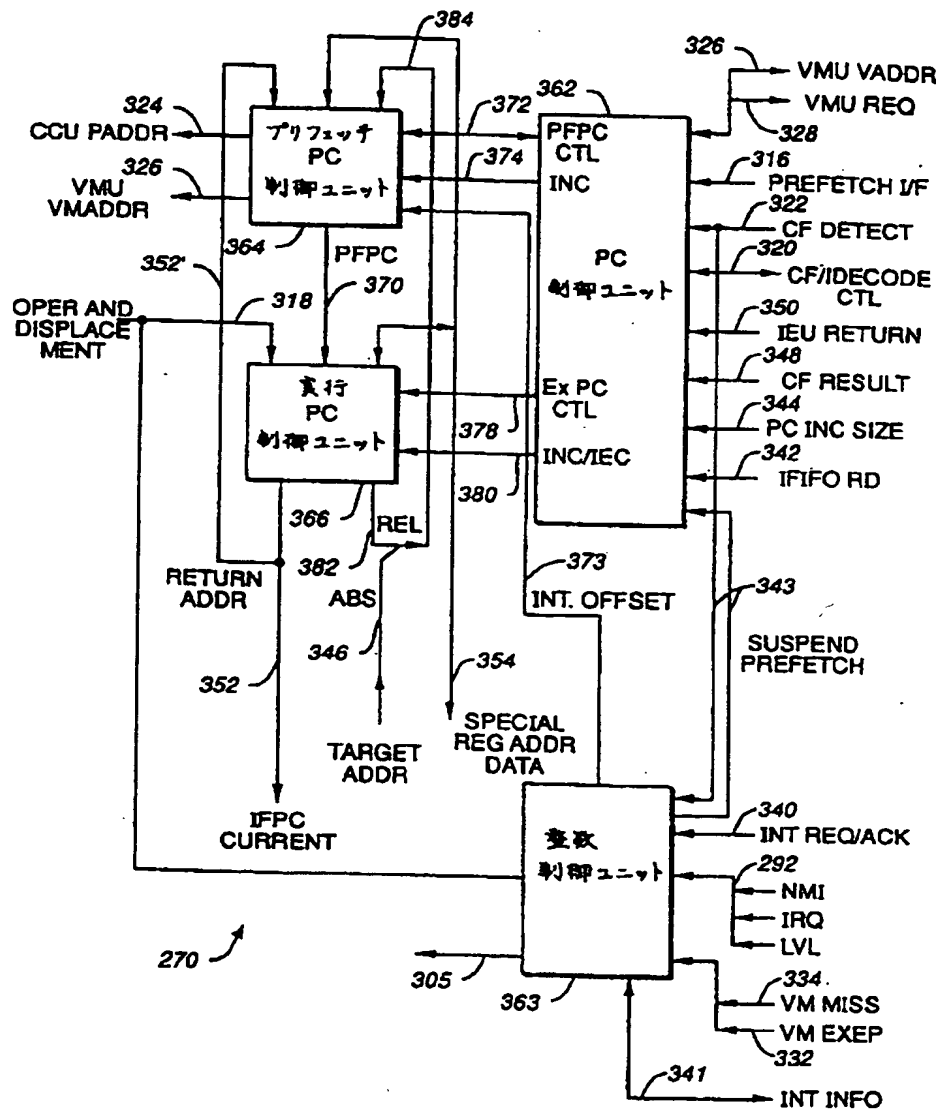 384
326
VMU VADDR
VMU REQ
328
362
324
CCU PADDR
プリフェッチ
PC
制御ユニット
372
PFPC
CTL
374
INC
316
PREFETCH I/F
326
VMU
VMADDR
322
CF DETECT
364
PFPC
352'
370
PC
制御ユニット
320
CF/IDECODE
CTL
318
OPER AND
DISPLACE
MENT
350
IEU RETURN
実行
PC
制御ユニット
Ex PC
CTL
378
348
CF RESULT
344
PC INC SIZE
INC/IEC
380
342
IFIFO RD
366
REL
382
373
RETURN
ADDR
ABS
INT. OFFSET
343
346
SUSPEND
PREFETCH
352
354
TARGET
ADDR
SPECIAL
REG ADDR
DATA
IFPC
CURRENT
340
INT REQ/ACK
整数
制御ユニット
292
NMI
IRQ
LVL
270
305
363
334
VM MISS
VM EXEP
332
341
INT INFO